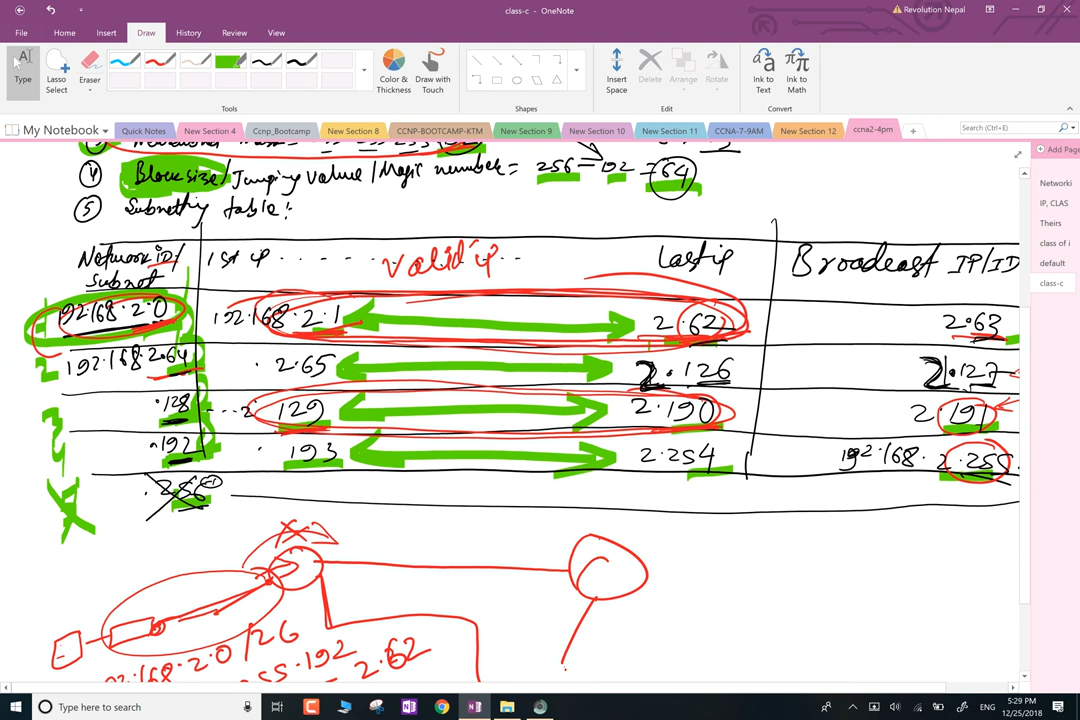 class-c - OneNote
Revolution Nepal
File Home Insert Draw History Review View
Type
Lasso Select
Eraser
Color & Thickness
Draw with Touch
Insert Space
Delete
Arrange
Rotate
Ink to Text
Ink to Math
Tools
Shapes
Edit
Convert
My Notebook
Quick Notes
New Section 4
Ccnp_Bootcamp
New Section 8
CCNP-BOOTCAMP-KTM
New Section 9
New Section 10
New Section 11
CCNA-7-9AM
New Section 12
ccna2-4pm
Search (Ctrl+E)
Add Page
Networki
IP, CLAS
Theirs
class of i
default
class-c
④ Block size/Jumping value/Magic number = 256 - 192 = 64
⑤ Subnetting table:
Network ID/ Subnet
1st ip
valid ip
Last ip
Broadcast IP/ID
192.168.2.0 192.168.2.1 2.62 2.63
192.168.2.64 . 2.65 2.126 2.127
.128 ...2. 129 2.190 2.191
.192 . 193 2.254 192.168.2.255
.256
X
192.168.2.0/26
255.192
2.62
Type here to search
ENG
5:29 PM
12/25/2018